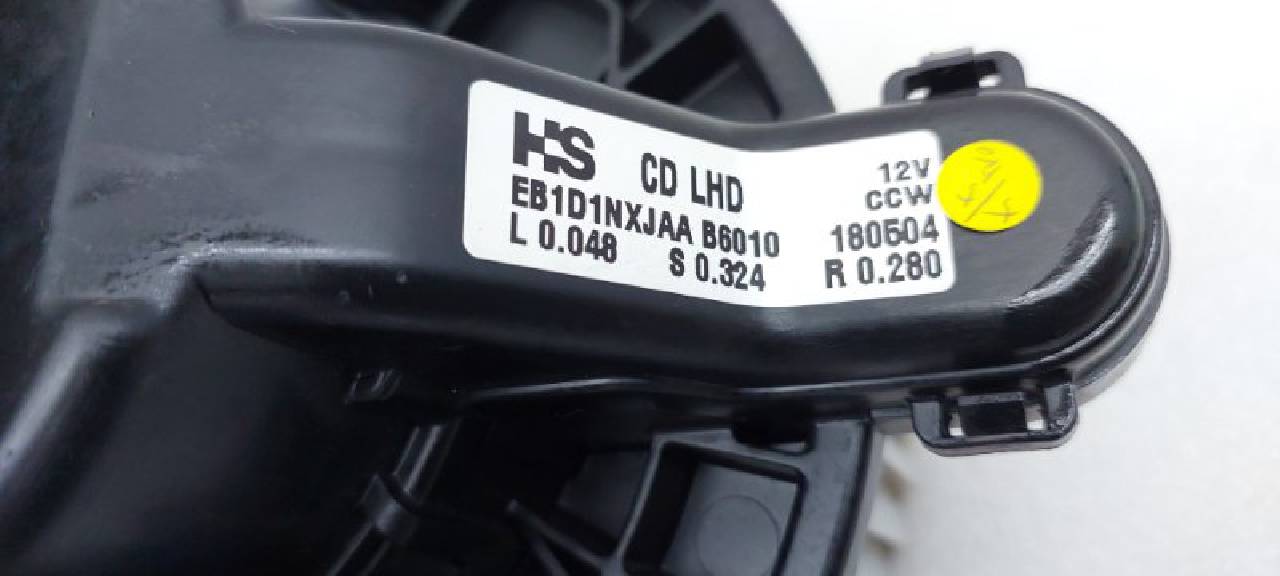 HS CD LHD 12V
EB1D1NXJAA B6010 CCW
180504
L 0.048 S 0.324 R 0.280